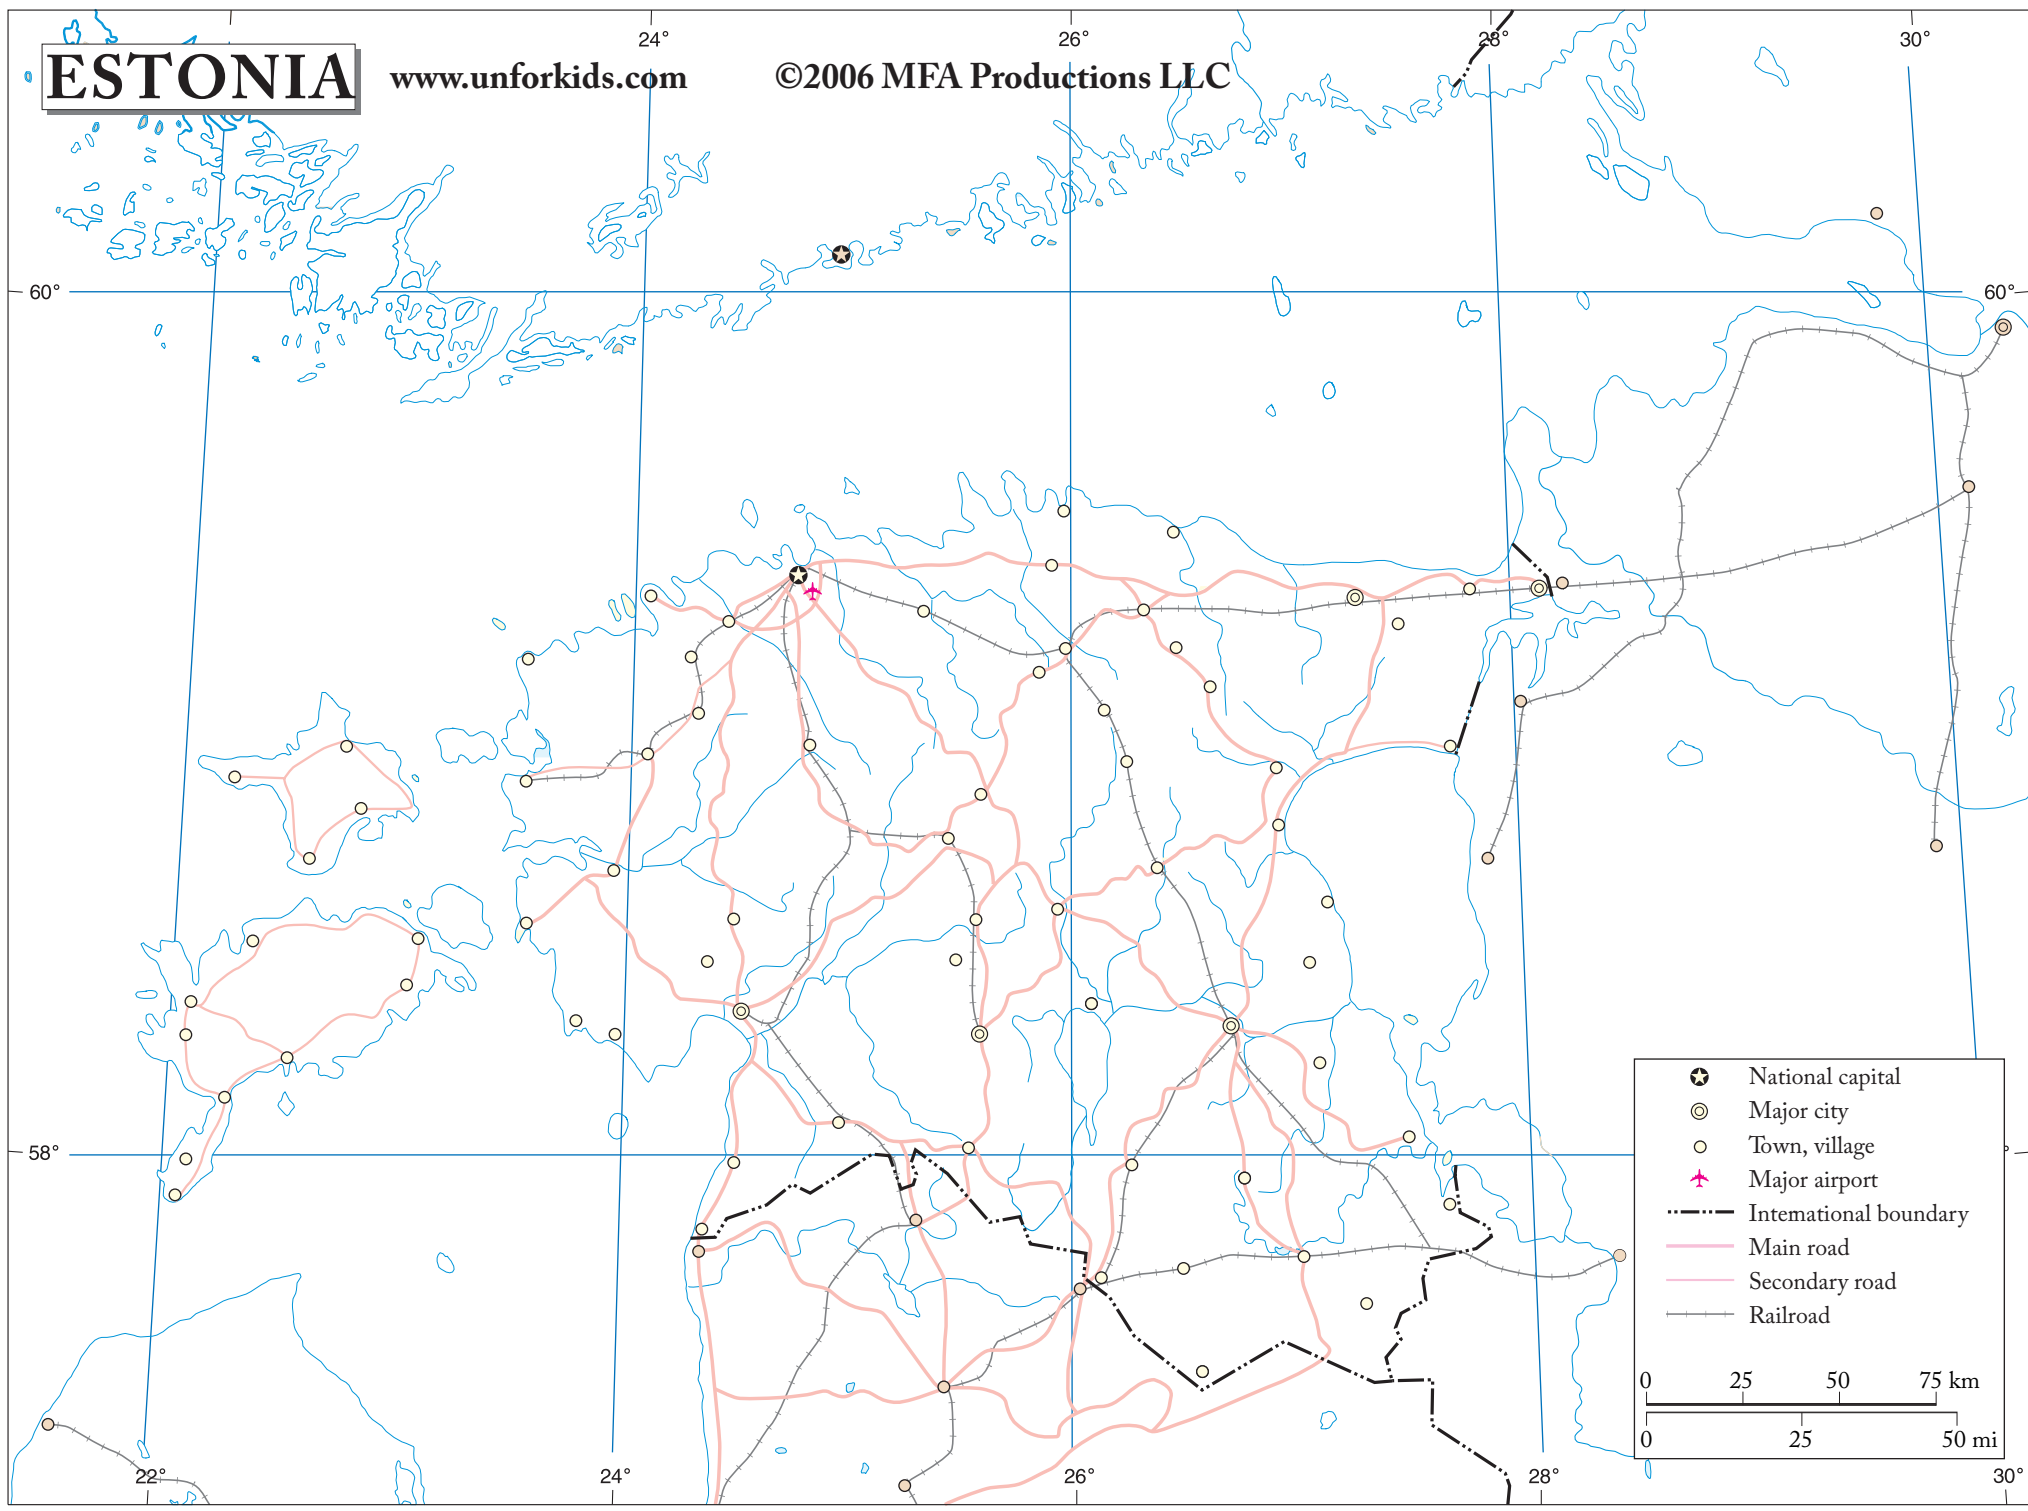 24°
26°
28°
30°
ESTONIA
www.unforkids.com
©2006 MFA Productions LLC
60°
60°
58°
°
National capital
Major city
Town, village
Major airport
International boundary
Main road
Secondary road
Railroad
0 25 50 75 km
0 25 50 mi
22°
24°
26°
28°
30°